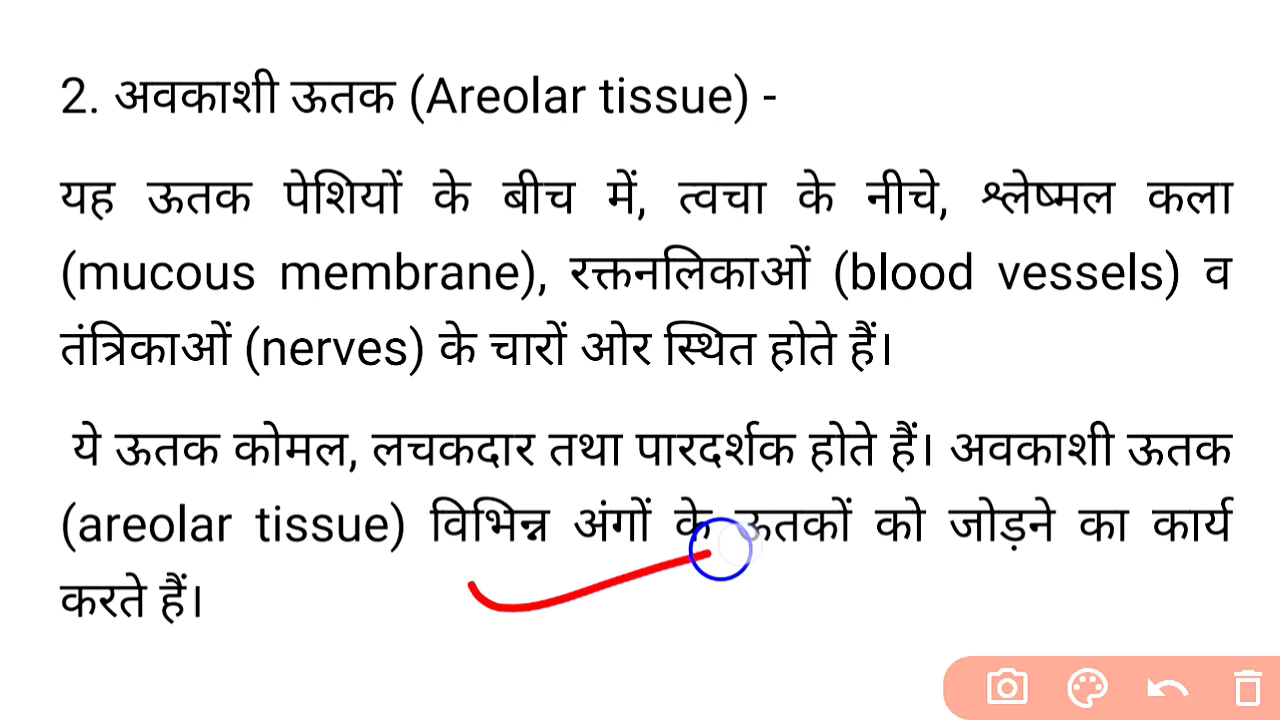 2. अवकाशी ऊतक (Areolar tissue) -
यह ऊतक पेशियों के बीच में, त्वचा के नीचे, श्लेष्मल कला
(mucous membrane), रक्तनलिकाओं (blood vessels) व
तंत्रिकाओं (nerves) के चारों ओर स्थित होते हैं।
ये ऊतक कोमल, लचकदार तथा पारदर्शक होते हैं। अवकाशी ऊतक
(areolar tissue) विभिन्न अंगों के ऊतकों को जोड़ने का कार्य
करते हैं।